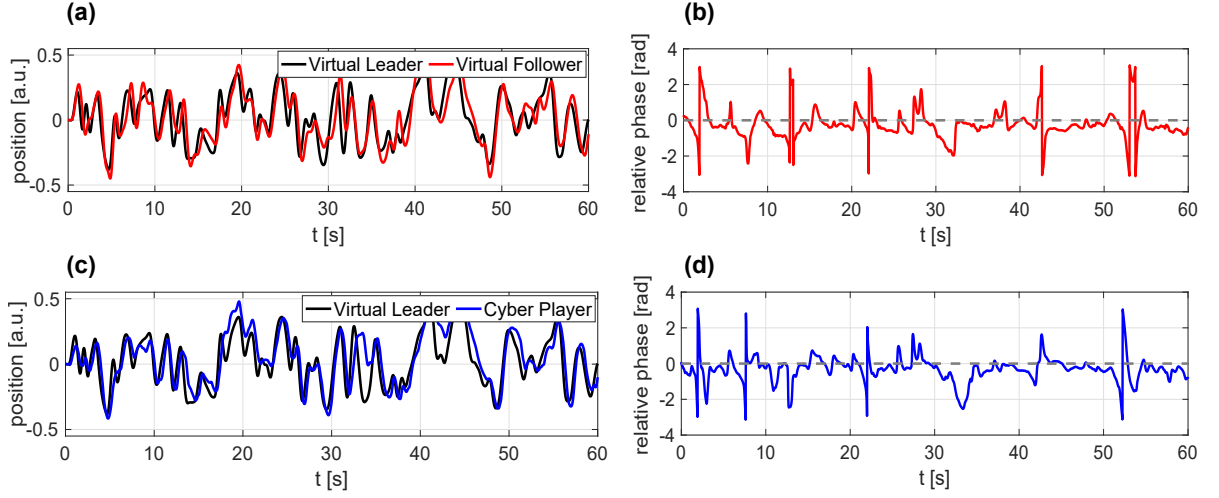 (a)
0.5
0
-0.5
position [a.u.]
Virtual Leader
Virtual Follower
0 10 20 30 40 50 60
t [s]
(b)
4
2
0
-2
-4
relative phase [rad]
0 10 20 30 40 50 60
t [s]
(c)
0.5
0
-0.5
position [a.u.]
Virtual Leader
Cyber Player
0 10 20 30 40 50 60
t [s]
(d)
4
2
0
-2
-4
relative phase [rad]
0 10 20 30 40 50 60
t [s]